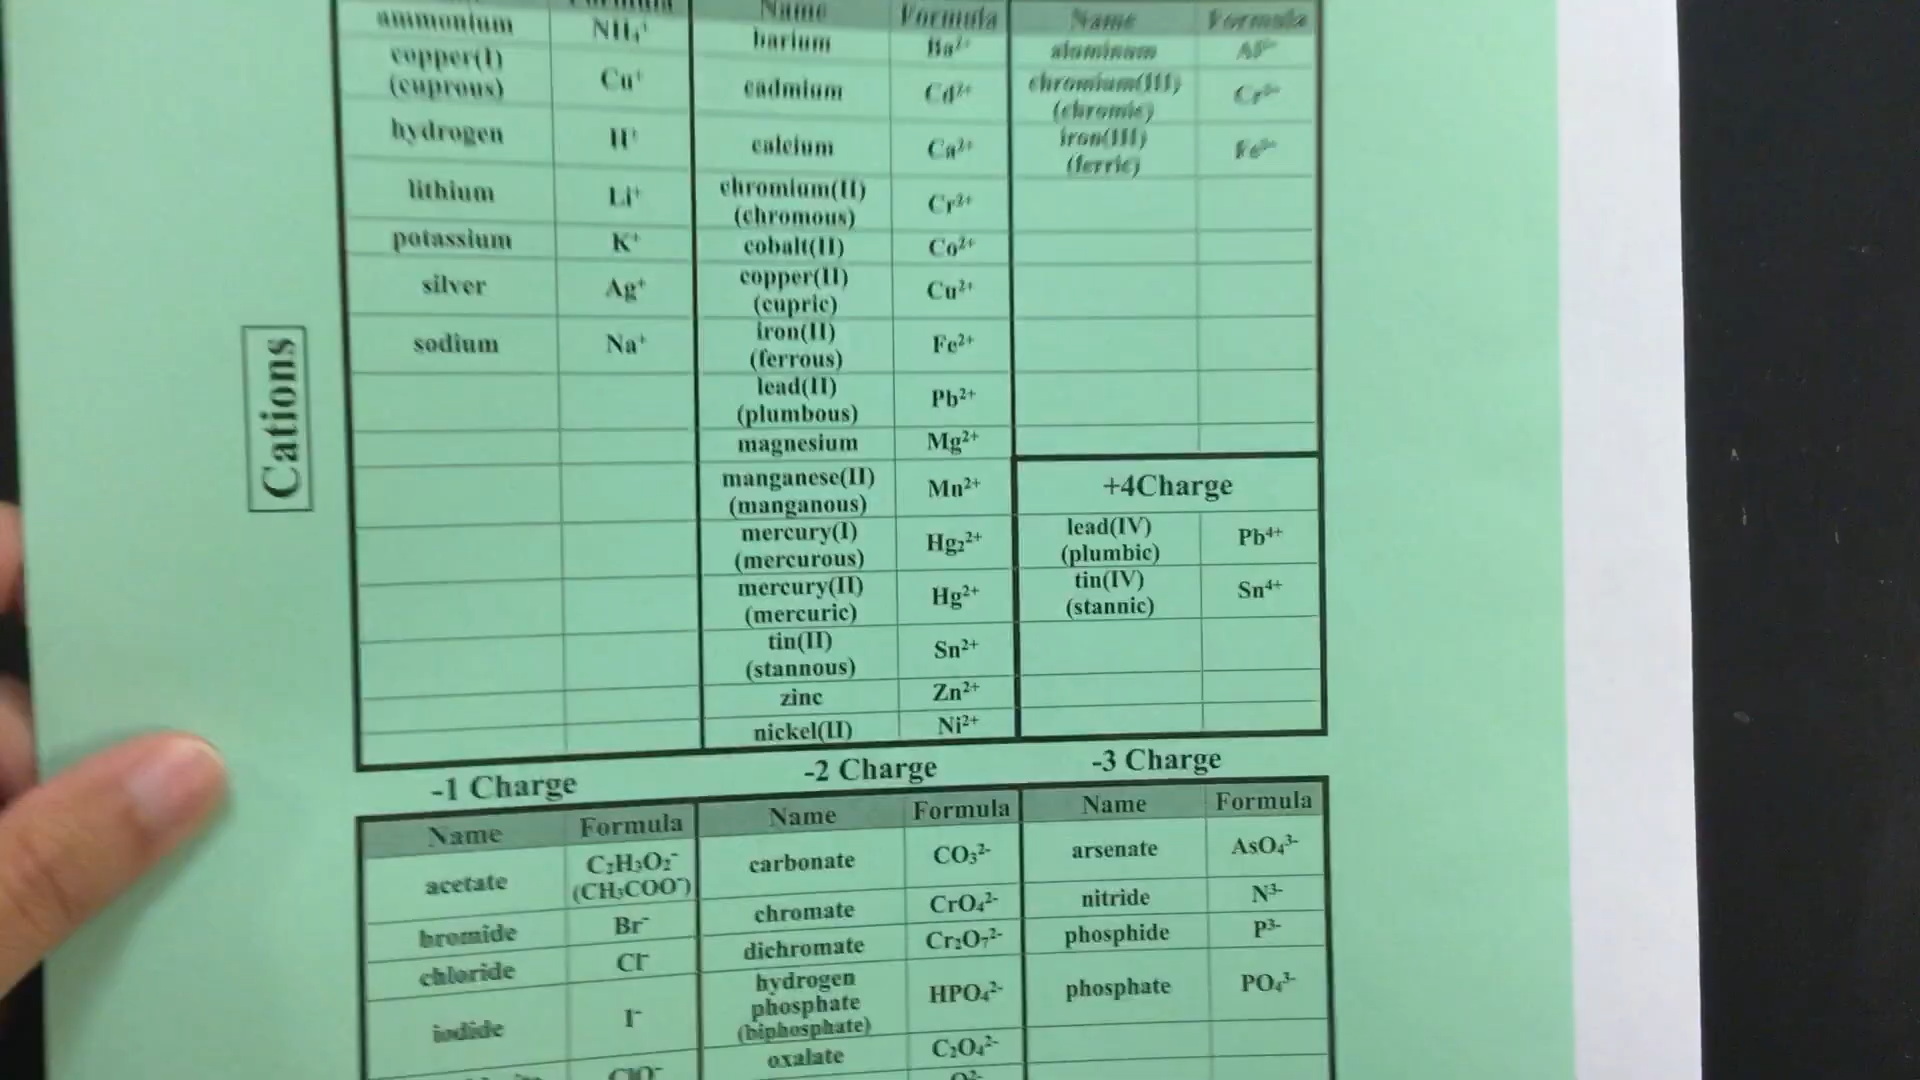 Name Formula Name Formula
ammonium NH₄⁺ barium Ba²⁺ aluminum Al³⁺
copper(I)
(cuprous) Cu⁺ cadmium Cd²⁺ chromium(III)
(chromic) Cr³⁺
hydrogen H⁺ calcium Ca²⁺ iron(III)
(ferric) Fe³⁺
lithium Li⁺ chromium(II)
(chromous) Cr²⁺
potassium K⁺ cobalt(II) Co²⁺
silver Ag⁺ copper(II)
(cupric) Cu²⁺
sodium Na⁺ iron(II)
(ferrous) Fe²⁺
lead(II)
(plumbous) Pb²⁺
magnesium Mg²⁺
manganese(II)
(manganous) Mn²⁺
mercury(I)
(mercurous) Hg₂²⁺
mercury(II)
(mercuric) Hg²⁺
tin(II)
(stannous) Sn²⁺
zinc Zn²⁺
nickel(II) Ni²⁺
+4Charge
lead(IV)
(plumbic) Pb⁴⁺
tin(IV)
(stannic) Sn⁴⁺
Cations
-1 Charge -2 Charge -3 Charge
Name Formula Name Formula Name Formula
acetate C₂H₃O₂⁻
(CH₃COO⁻) carbonate CO₃²⁻ arsenate AsO₄³⁻
bromide Br⁻ chromate CrO₄²⁻ nitride N³⁻
chloride Cl⁻ dichromate Cr₂O₇²⁻ phosphide P³⁻
iodide I⁻ hydrogen
phosphate
(biphosphate) HPO₄²⁻ phosphate PO₄³⁻
oxalate C₂O₄²⁻
ClO⁻ O²⁻